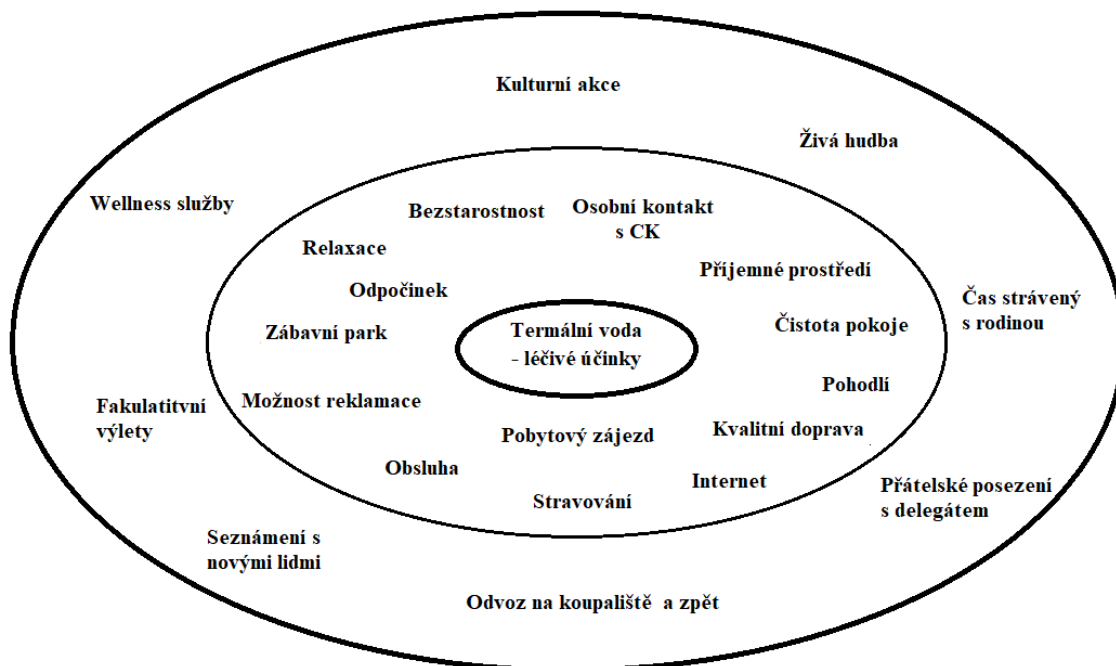 Kulturní akce
Živá hudba
Wellness služby
Bezstarostnost
Osobní kontakt
s CK
Relaxace
Příjemné prostředí
Odpočinek
Čas strávený
s rodinou
Zábavní park
Termální voda
- léčivé účinky
Čistota pokoje
Pohodlí
Fakulatitvní
výlety
Možnost reklamace
Pobytový zájezd
Kvalitní doprava
Obsluha
Internet
Stravování
Přátelské posezení
s delegátem
Seznámení s
novými lidmi
Odvoz na koupaliště a zpět